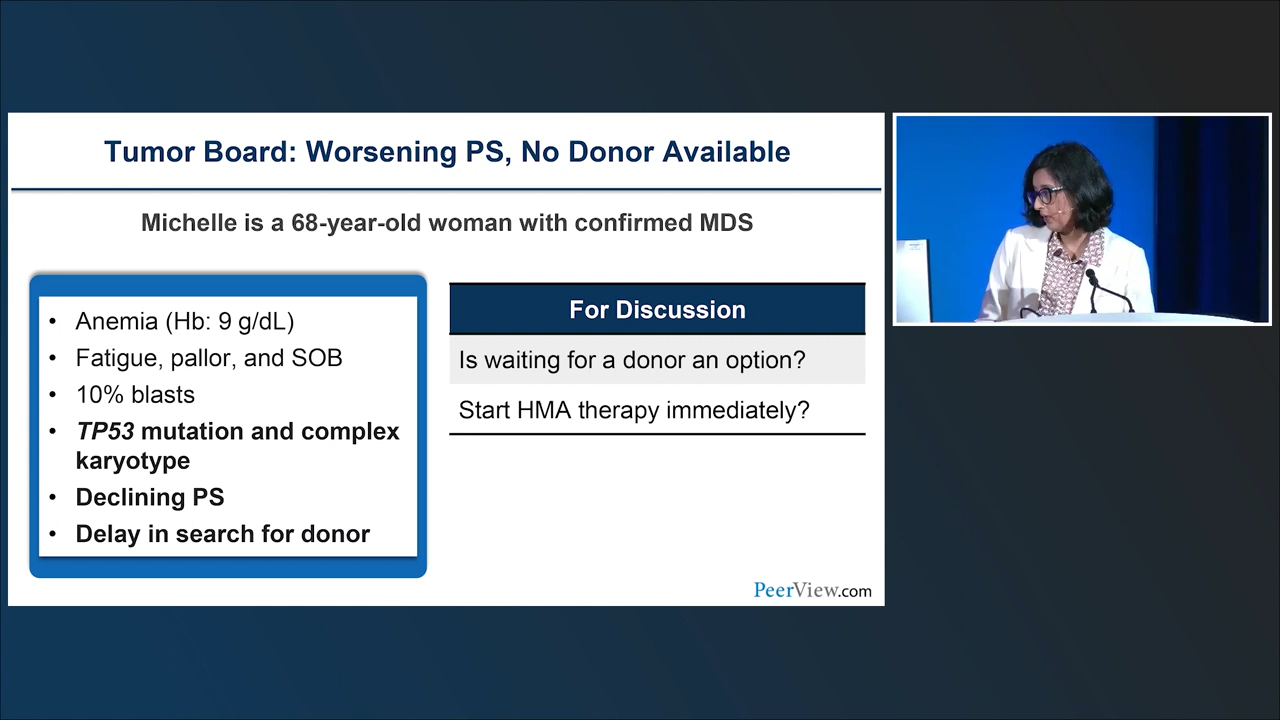 Tumor Board: Worsening PS, No Donor Available
Michelle is a 68-year-old woman with confirmed MDS
• Anemia (Hb: 9 g/dL)
• Fatigue, pallor, and SOB
• 10% blasts
• TP53 mutation and complex
karyotype
• Declining PS
• Delay in search for donor
For Discussion
Is waiting for a donor an option?
Start HMA therapy immediately?
PeerView.com